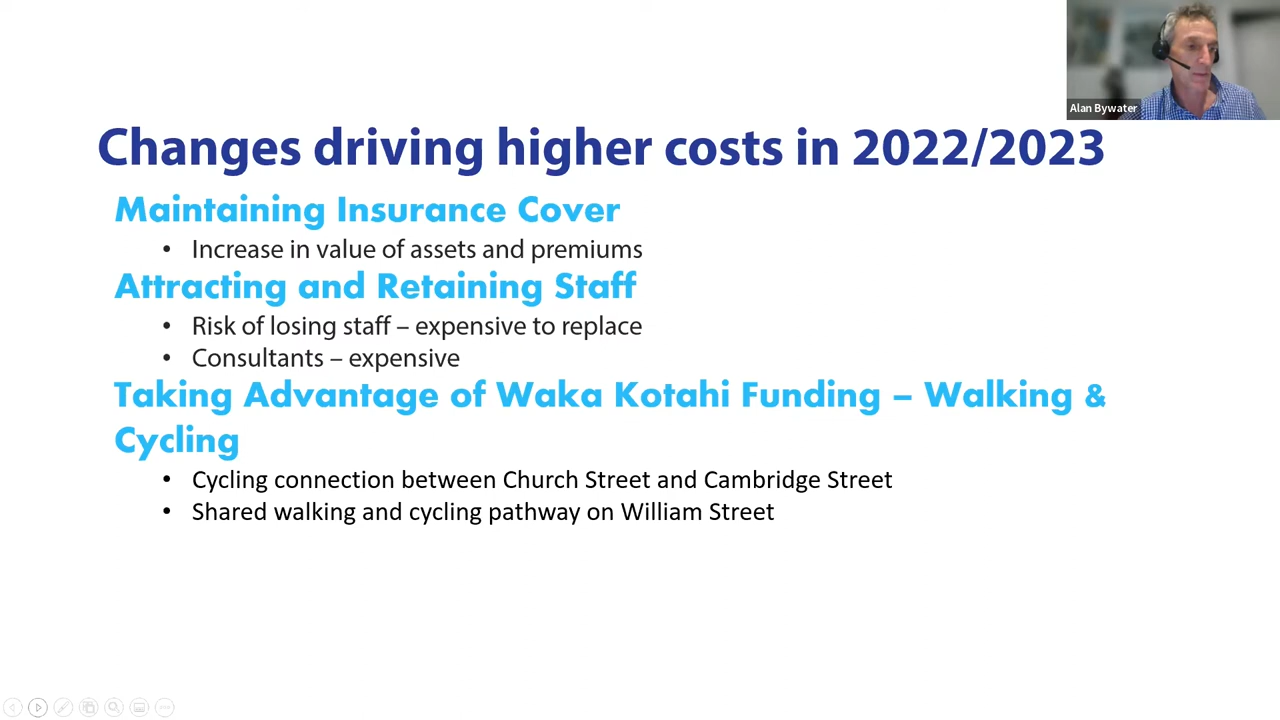 Alan Bywater
Changes driving higher costs in 2022/2023
Maintaining Insurance Cover
• Increase in value of assets and premiums
Attracting and Retaining Staff
• Risk of losing staff – expensive to replace
• Consultants – expensive
Taking Advantage of Waka Kotahi Funding – Walking &
Cycling
• Cycling connection between Church Street and Cambridge Street
• Shared walking and cycling pathway on William Street